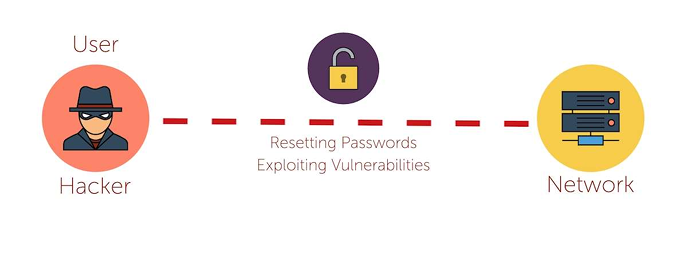 User
Hacker
Resetting Passwords
Exploiting Vulnerabilities
Network